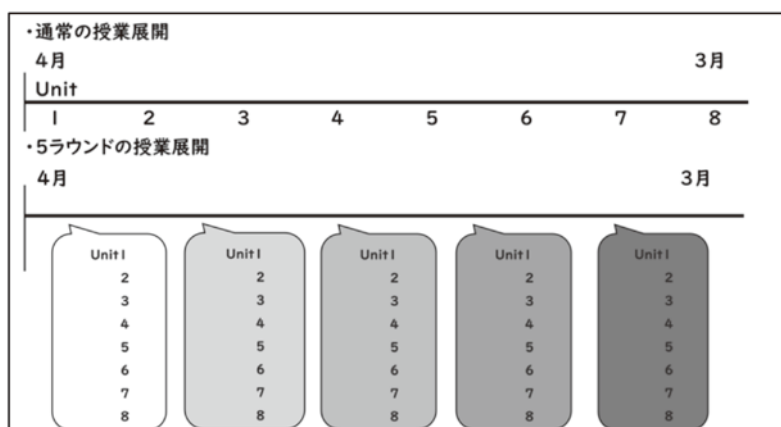 ・通常の授業展開
4月 3月
Unit
1 2 3 4 5 6 7 8
・5ラウンドの授業展開
4月 3月
Unit1 Unit1 Unit1 Unit1 Unit1
2 2 2 2 2
3 3 3 3 3
4 4 4 4 4
5 5 5 5 5
6 6 6 6 6
7 7 7 7 7
8 8 8 8 8